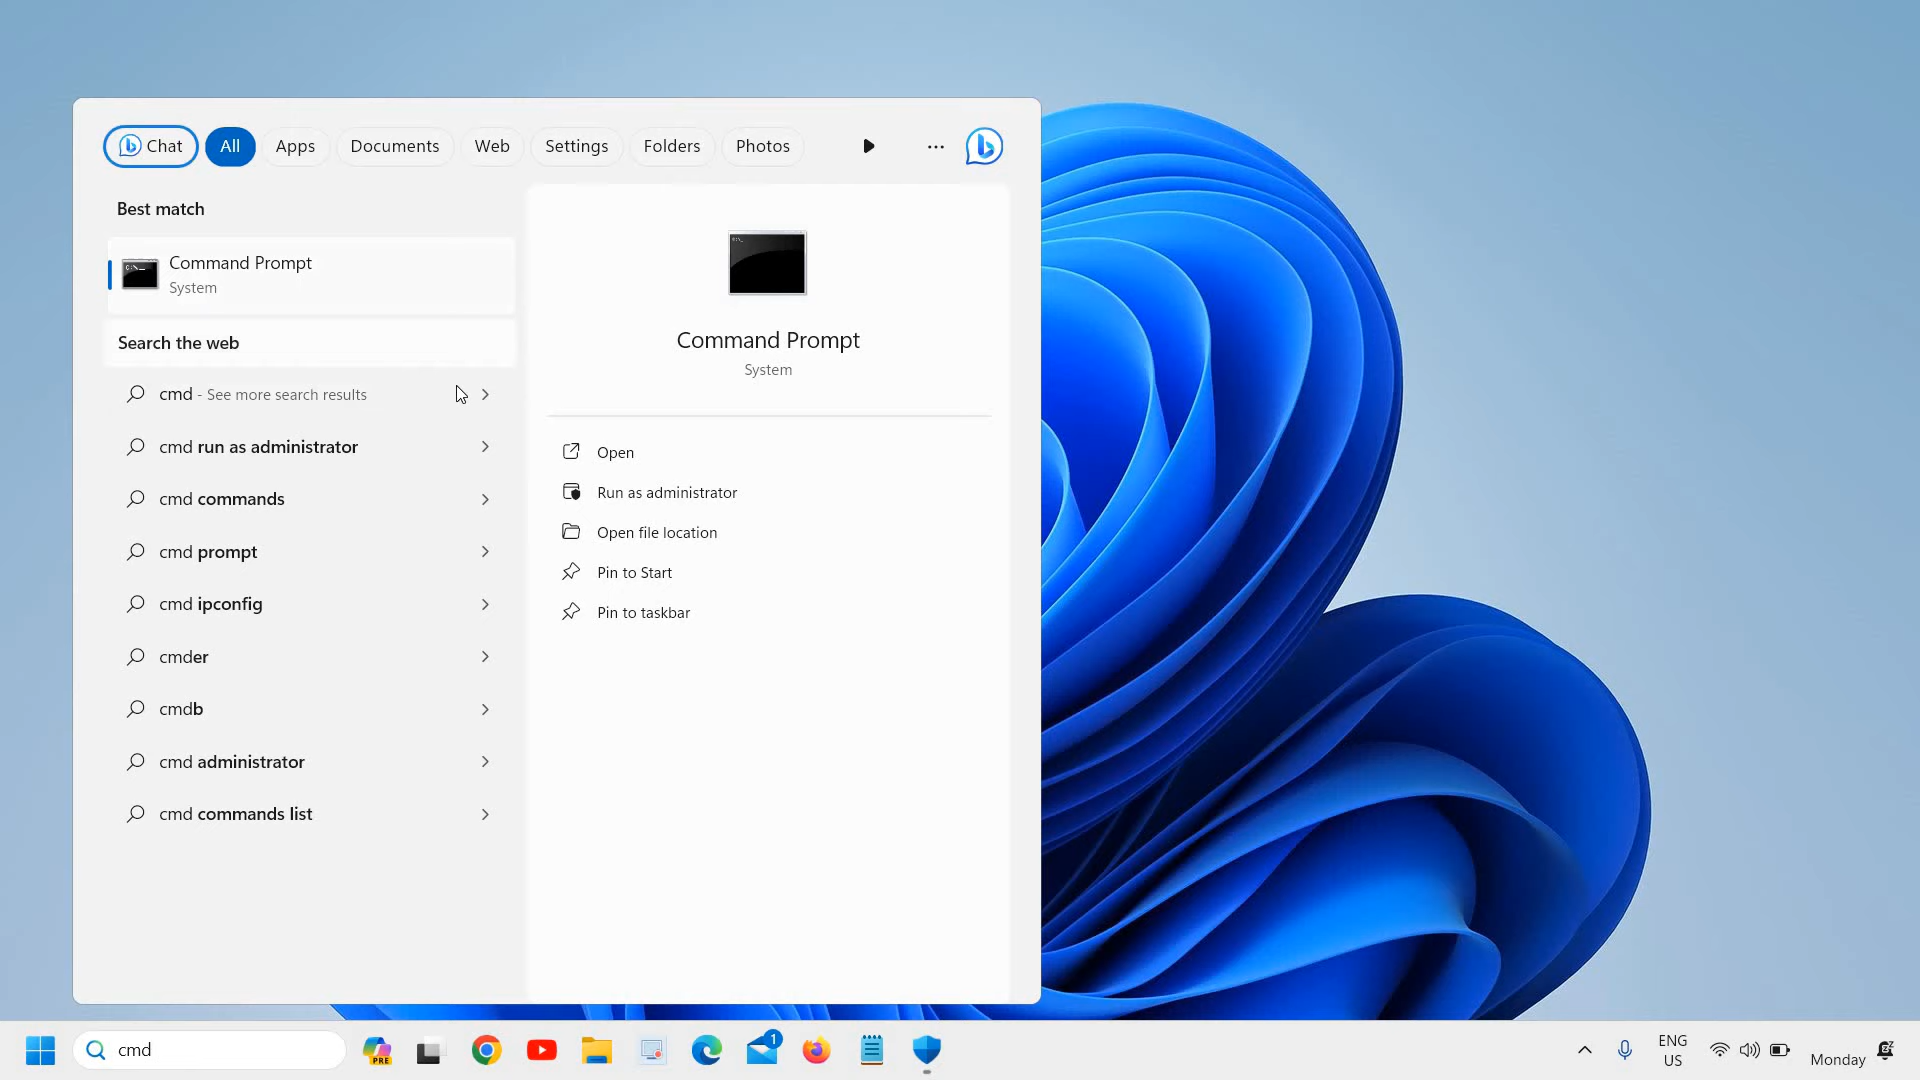 Chat All Apps Documents Web Settings Folders Photos
Best match
Command Prompt
System
Search the web
cmd - See more search results
cmd run as administrator
cmd commands
cmd prompt
cmd ipconfig
cmder
cmdb
cmd administrator
cmd commands list
Command Prompt
System
Open
Run as administrator
Open file location
Pin to Start
Pin to taskbar
cmd
PRE
1
ENG
US
Monday